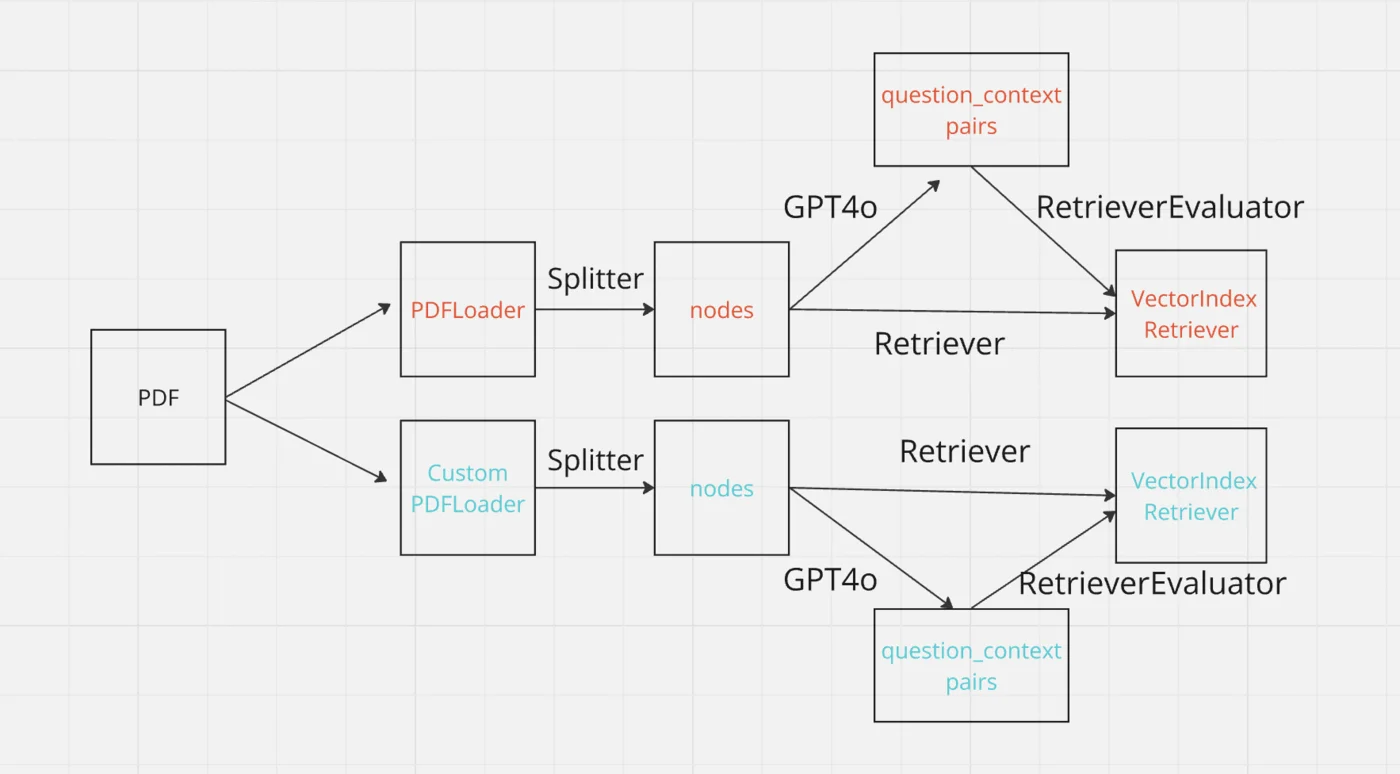 question_context
pairs
GPT4o
RetrieverEvaluator
Splitter
PDFLoader
nodes
VectorIndex
Retriever
Retriever
PDF
Retriever
Splitter
Custom
PDFLoader
nodes
VectorIndex
Retriever
GPT4o
RetrieverEvaluator
question_context
pairs